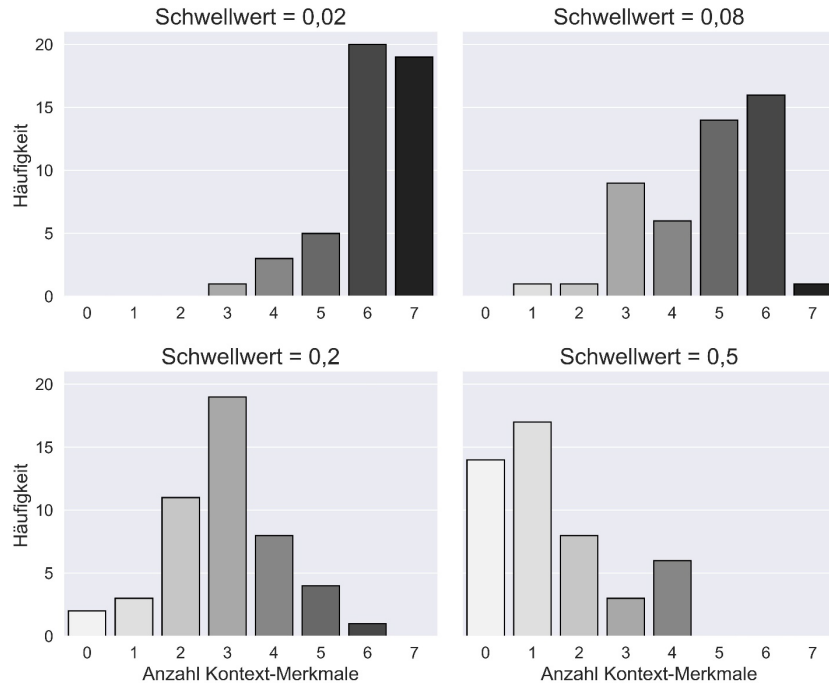 Schwellwert = 0,02
Häufigkeit
20
15
10
5
0
0 1 2 3 4 5 6 7
Schwellwert = 0,08
0 1 2 3 4 5 6 7
Schwellwert = 0,2
Häufigkeit
20
15
10
5
0
0 1 2 3 4 5 6 7
Anzahl Kontext-Merkmale
Schwellwert = 0,5
0 1 2 3 4 5 6 7
Anzahl Kontext-Merkmale